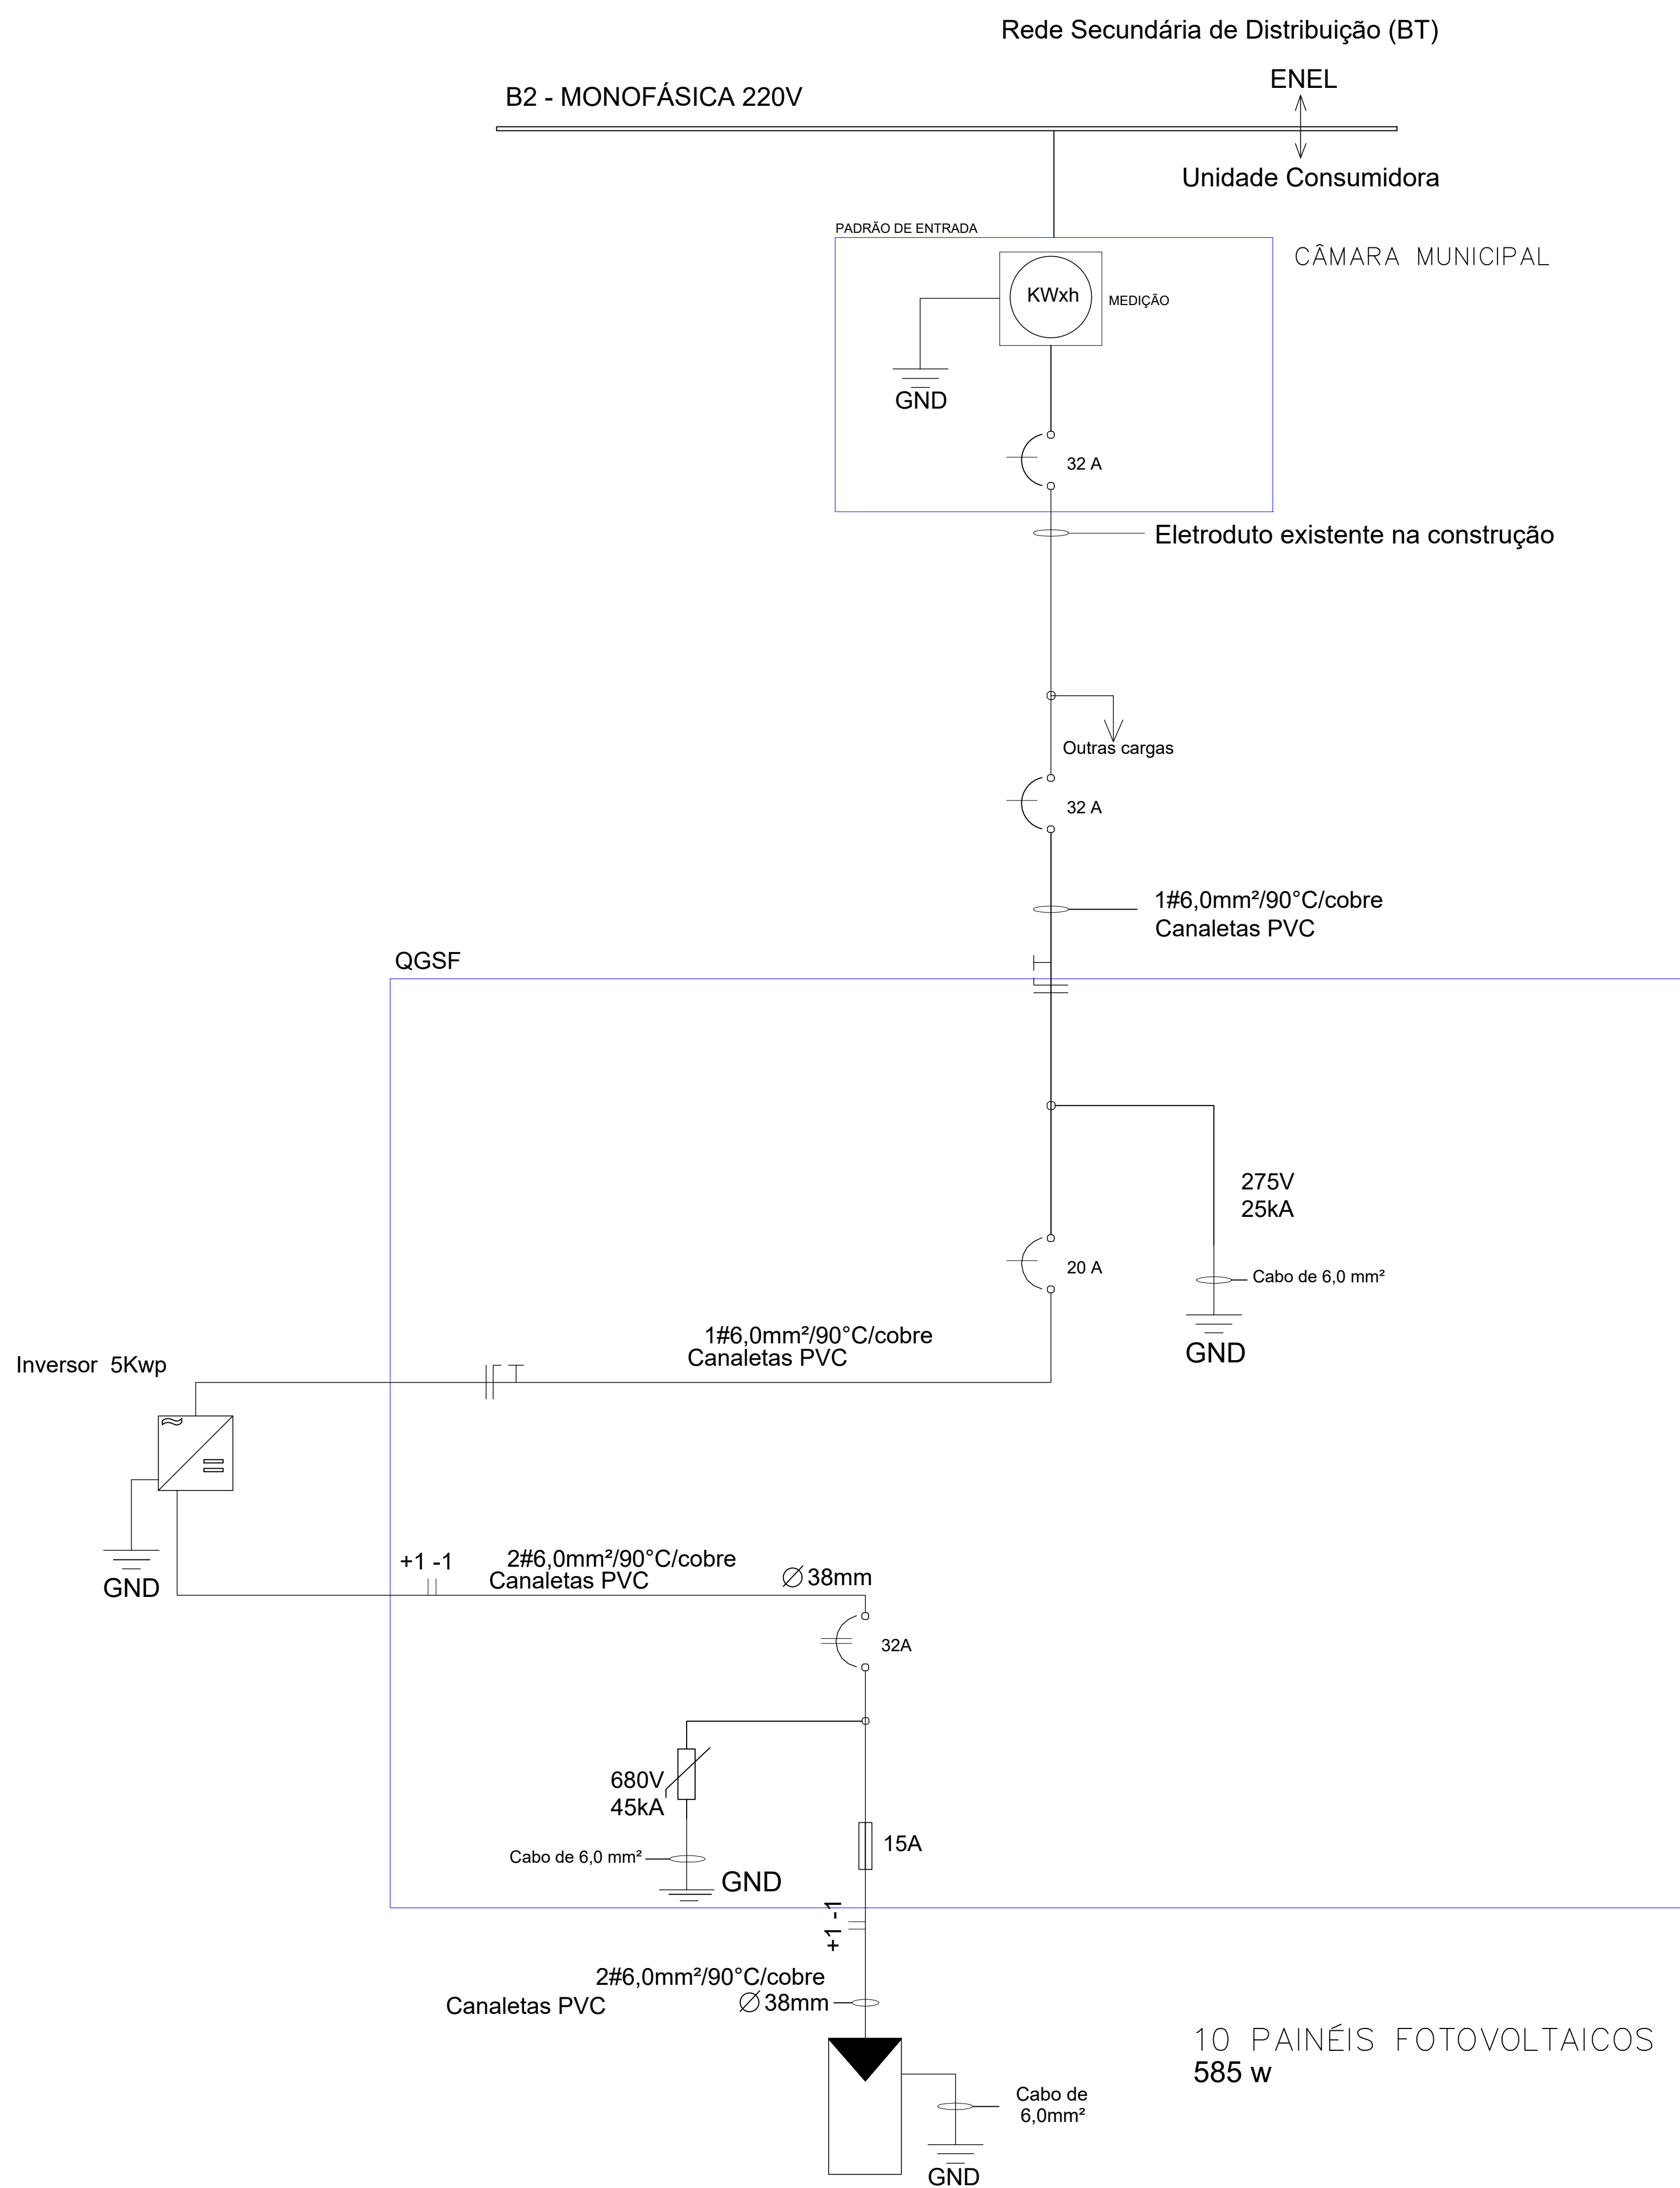 Rede Secundária de Distribuição (BT)
ENEL
B2 - MONOFÁSICA 220V
Unidade Consumidora
PADRÃO DE ENTRADA
CÂMARA MUNICIPAL
KWxh
MEDIÇÃO
GND
32 A
Eletroduto existente na construção
Outras cargas
32 A
1#6,0mm²/90°C/cobre
Canaletas PVC
QGSF
275V
25kA
20 A
Cabo de 6,0 mm²
GND
1#6,0mm²/90°C/cobre
Canaletas PVC
Inversor 5Kwp
GND
+1 -1
2#6,0mm²/90°C/cobre
Canaletas PVC
Ø38mm
32A
680V
45kA
15A
Cabo de 6,0 mm²
GND
+1 -1
2#6,0mm²/90°C/cobre
Ø38mm
Canaletas PVC
10 PAINÉIS FOTOVOLTAICOS
585 w
Cabo de
6,0mm²
GND